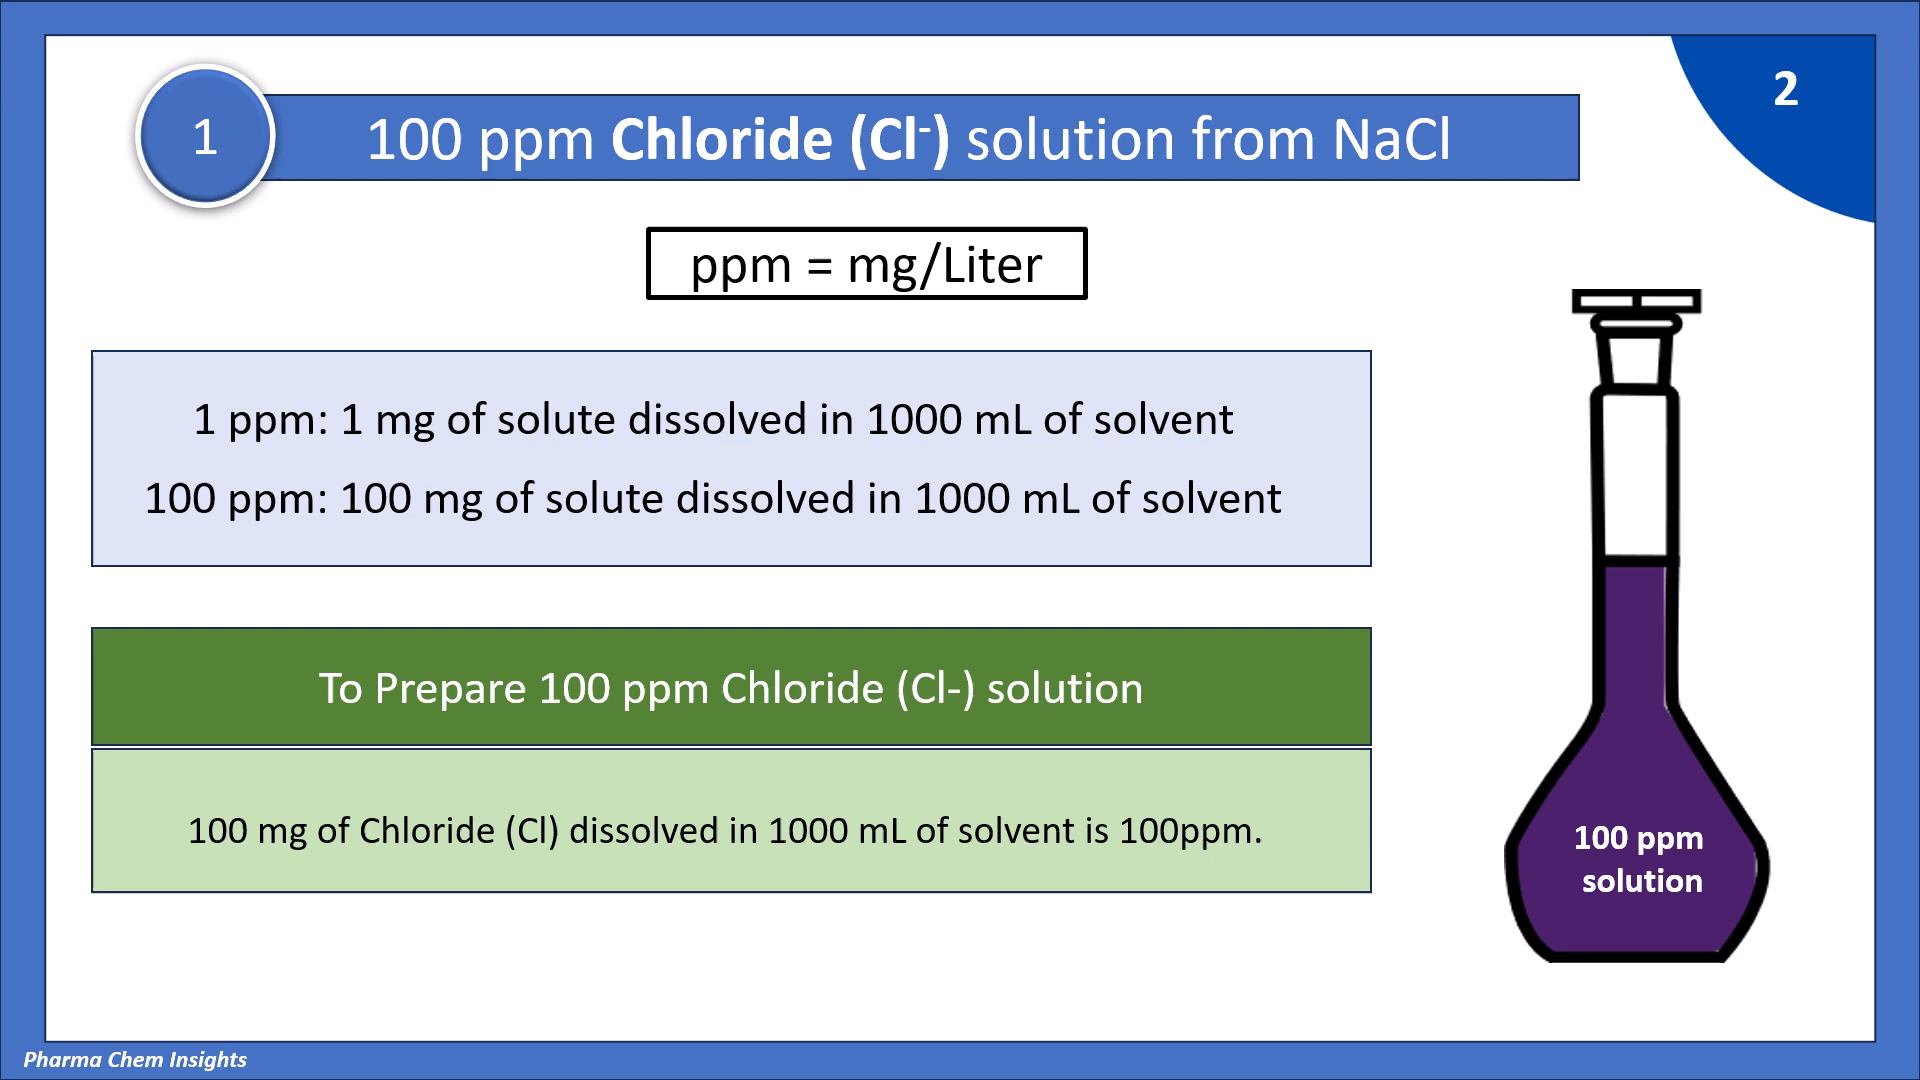 2
1
100 ppm Chloride (Cl⁻) solution from NaCl
ppm = mg/Liter
1 ppm: 1 mg of solute dissolved in 1000 mL of solvent
100 ppm: 100 mg of solute dissolved in 1000 mL of solvent
To Prepare 100 ppm Chloride (Cl-) solution
100 mg of Chloride (Cl) dissolved in 1000 mL of solvent is 100ppm.
100 ppm
solution
Pharma Chem Insights